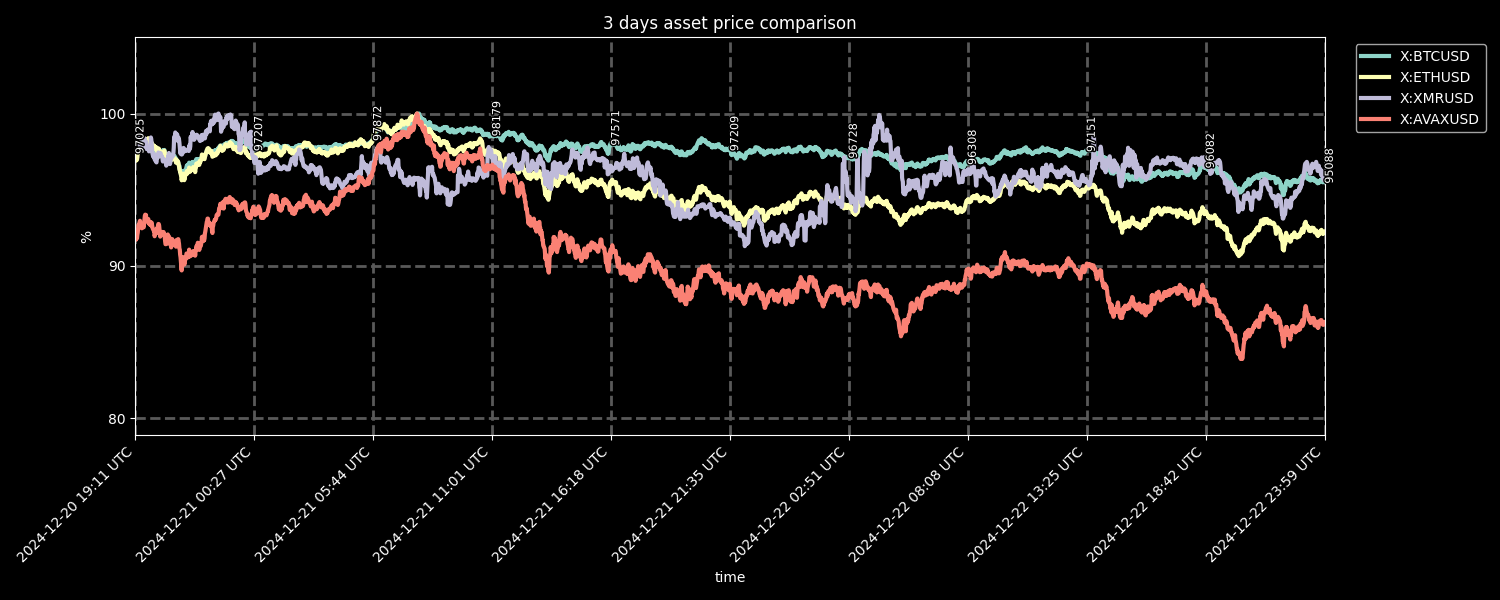 3 days asset price comparison
X:BTCUSD
X:ETHUSD
X:XMRUSD
X:AVAXUSD
%
100
90
80
97025
97207
97872
98179
97571
97209
96728
96308
97151
96082
95088
2024-12-20 19:11 UTC
2024-12-21 00:27 UTC
2024-12-21 05:44 UTC
2024-12-21 11:01 UTC
2024-12-21 16:18 UTC
2024-12-21 21:35 UTC
2024-12-22 02:51 UTC
2024-12-22 08:08 UTC
2024-12-22 13:25 UTC
2024-12-22 18:42 UTC
2024-12-22 23:59 UTC
time